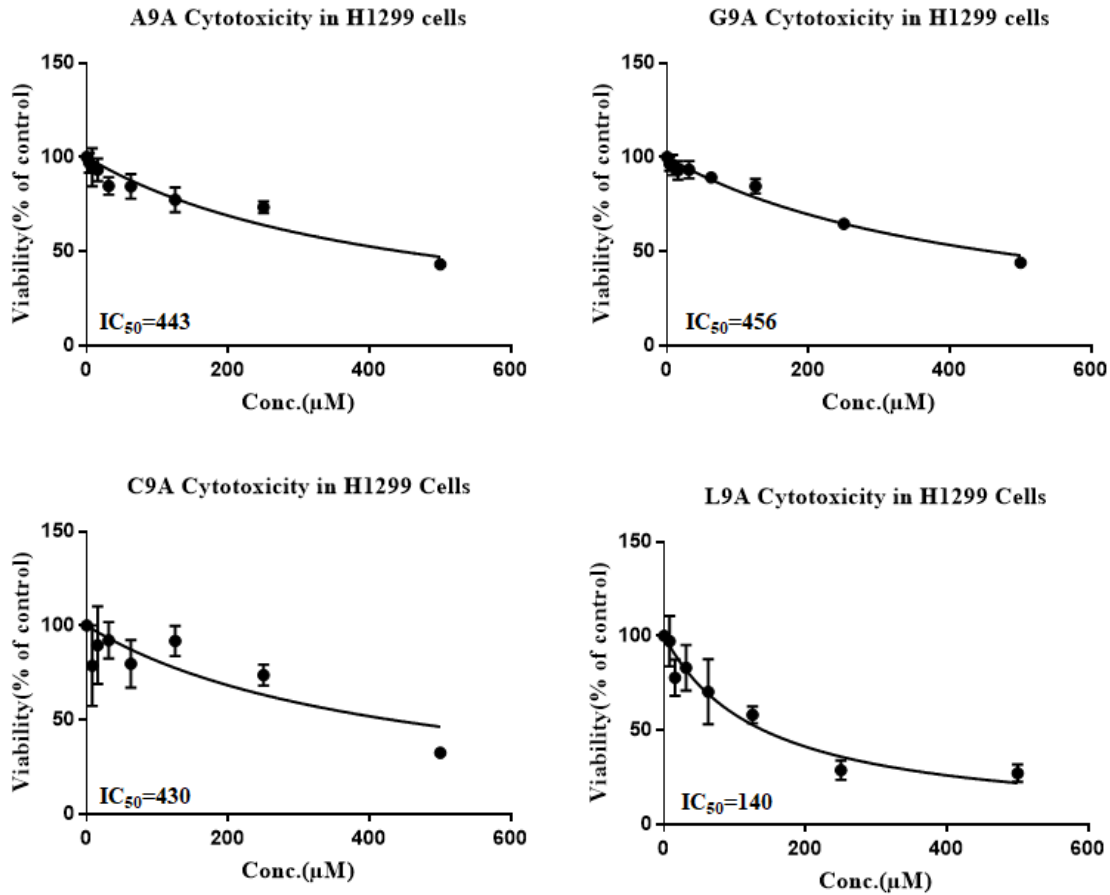 A9A Cytotoxicity in H1299 cells
150
100
50
0
Viability(% of control)
IC50=443
0 200 400 600
Conc.(µM)
G9A Cytotoxicity in H1299 cells
150
100
50
0
Viability(% of control)
IC50=456
0 200 400 600
Conc.(µM)
C9A Cytotoxicity in H1299 Cells
150
100
50
0
Viability(% of control)
IC50=430
0 200 400 600
Conc.(µM)
L9A Cytotoxicity in H1299 Cells
150
100
50
0
Viability(% of control)
IC50=140
0 200 400 600
Conc.(µM)